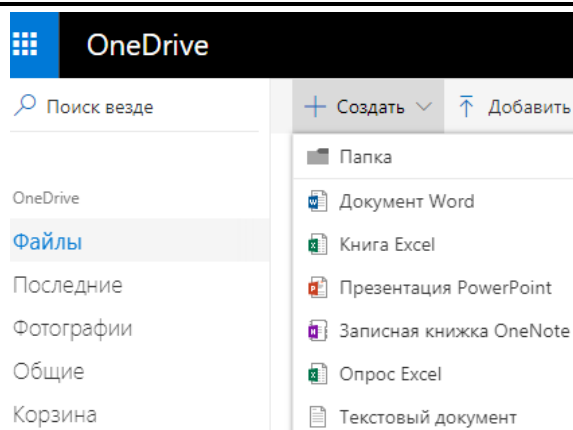 OneDrive
Поиск везде
Создать
Добавить
Папка
OneDrive
Документ Word
Файлы
Книга Excel
Последние
Презентация PowerPoint
Фотографии
Записная книжка OneNote
Общие
Опрос Excel
Корзина
Текстовый документ